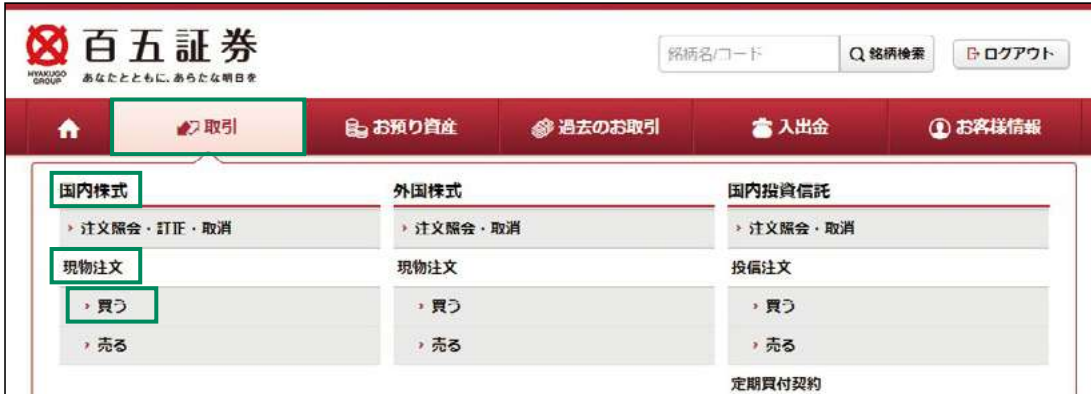 百五証券
HYAKUGO GROUP
あなたとともに、あらたな明日を
銘柄名/コード
銘柄検索
ログアウト
取引
お預り資産
過去のお取引
入出金
お客様情報
国内株式
外国株式
国内投資信託
注文照会・訂正・取消
注文照会・取消
注文照会・取消
現物注文
現物注文
投信注文
買う
買う
買う
売る
売る
売る
定期買付契約